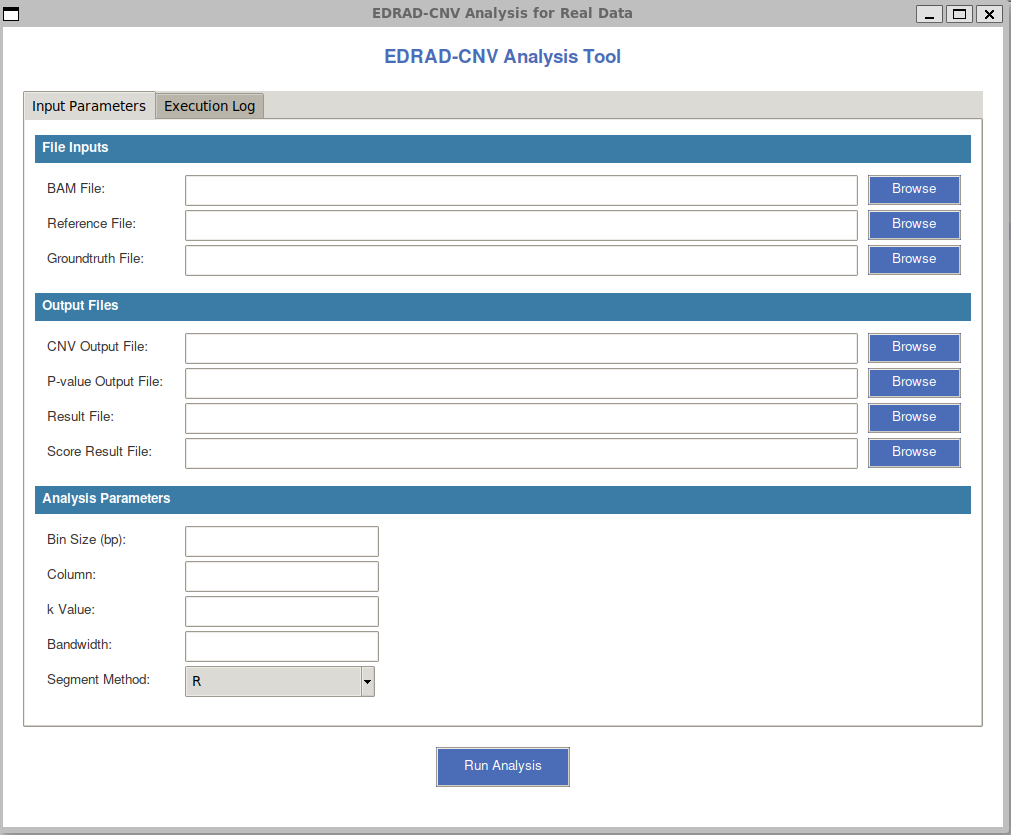 EDRAD-CNV Analysis for Real Data
EDRAD-CNV Analysis Tool
Input Parameters Execution Log
File Inputs
BAM File: Browse
Reference File: Browse
Groundtruth File: Browse
Output Files
CNV Output File: Browse
P-value Output File: Browse
Result File: Browse
Score Result File: Browse
Analysis Parameters
Bin Size (bp):
Column:
k Value:
Bandwidth:
Segment Method: R
Run Analysis